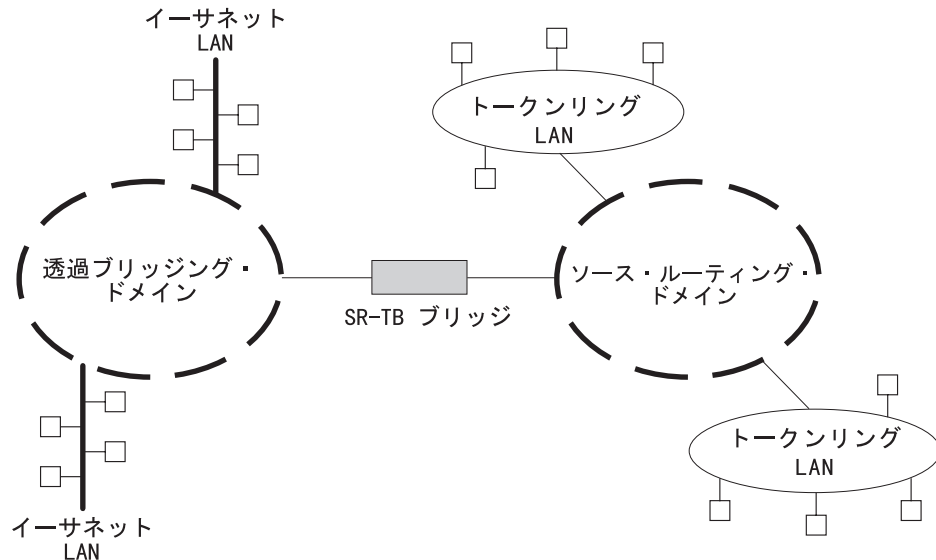 イーサネット
LAN
トークンリング
LAN
透過ブリッジング・
ドメイン
SR-TB ブリッジ
ソース・ルーティング・
ドメイン
トークンリング
LAN
イーサネット
LAN